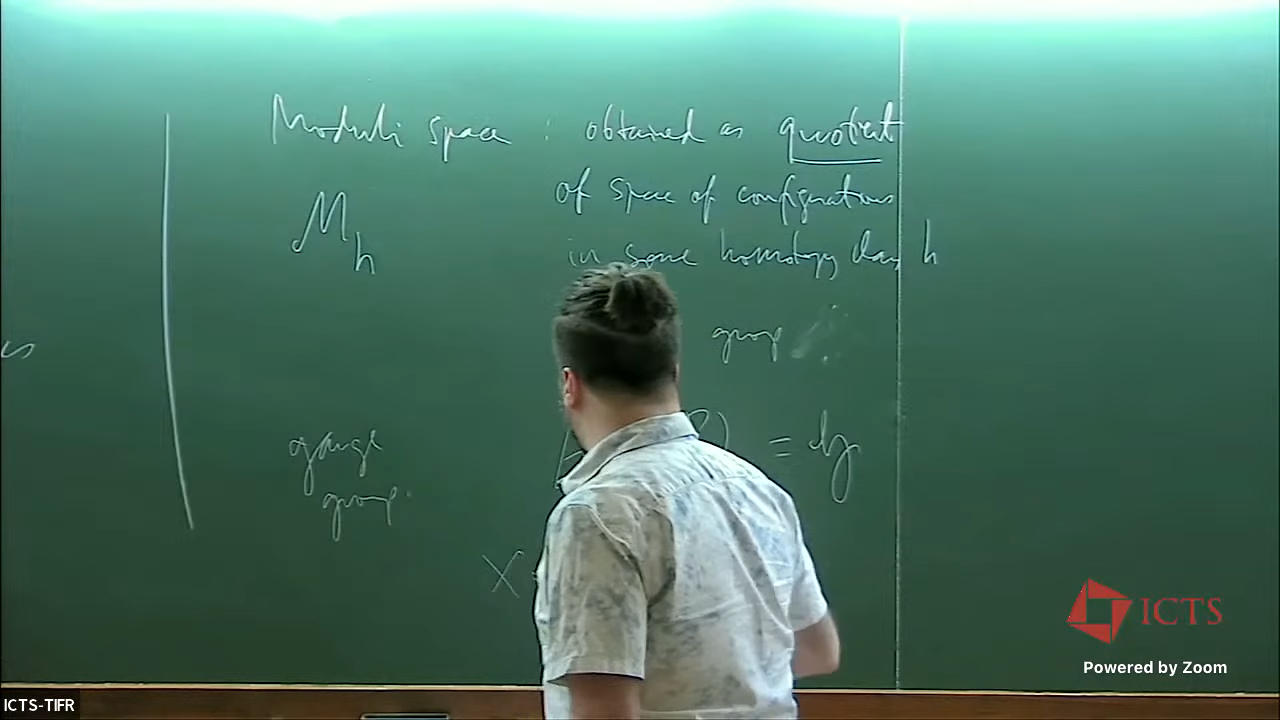 Moduli space : obtained as quotient
of space of configurations
M_h
in some homotopy class h
group
gauge
group
= 
X
ICTS
Powered by Zoom
ICTS-TIFR